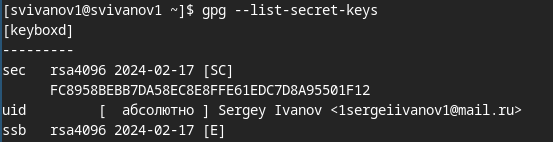 [svivanov1@svivanov1 ~]$ gpg --list-secret-keys
[keyboxd]
---------
sec   rsa4096 2024-02-17 [SC]
      FC8958BEBB7DA58EC8E8FFE61EDC7D8A95501F12
uid         [  абсолютно ] Sergey Ivanov <1sergeiivanov1@mail.ru>
ssb   rsa4096 2024-02-17 [E]